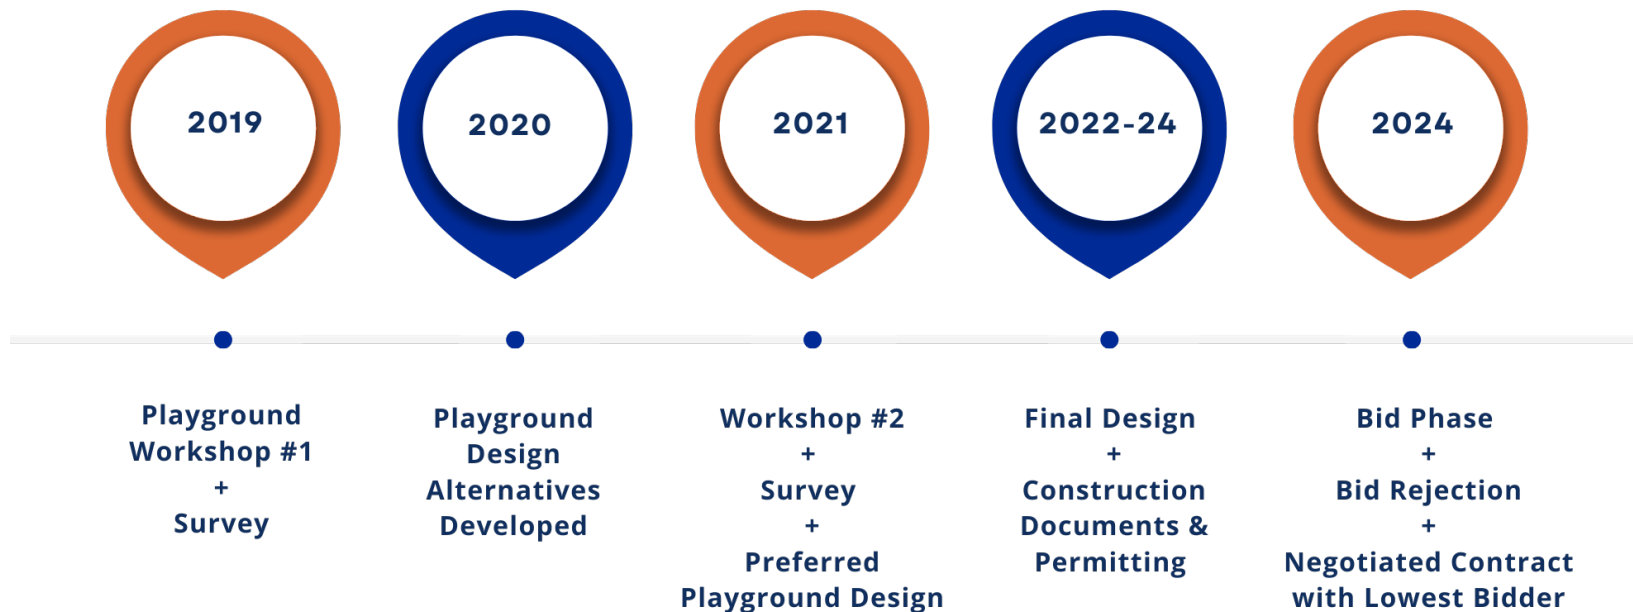 2019
2020
2021
2022-24
2024
Playground
Workshop #1
+
Survey
Playground
Design
Alternatives
Developed
Workshop #2
+
Survey
+
Preferred
Playground Design
Final Design
+
Construction
Documents &
Permitting
Bid Phase
+
Bid Rejection
+
Negotiated Contract
with Lowest Bidder